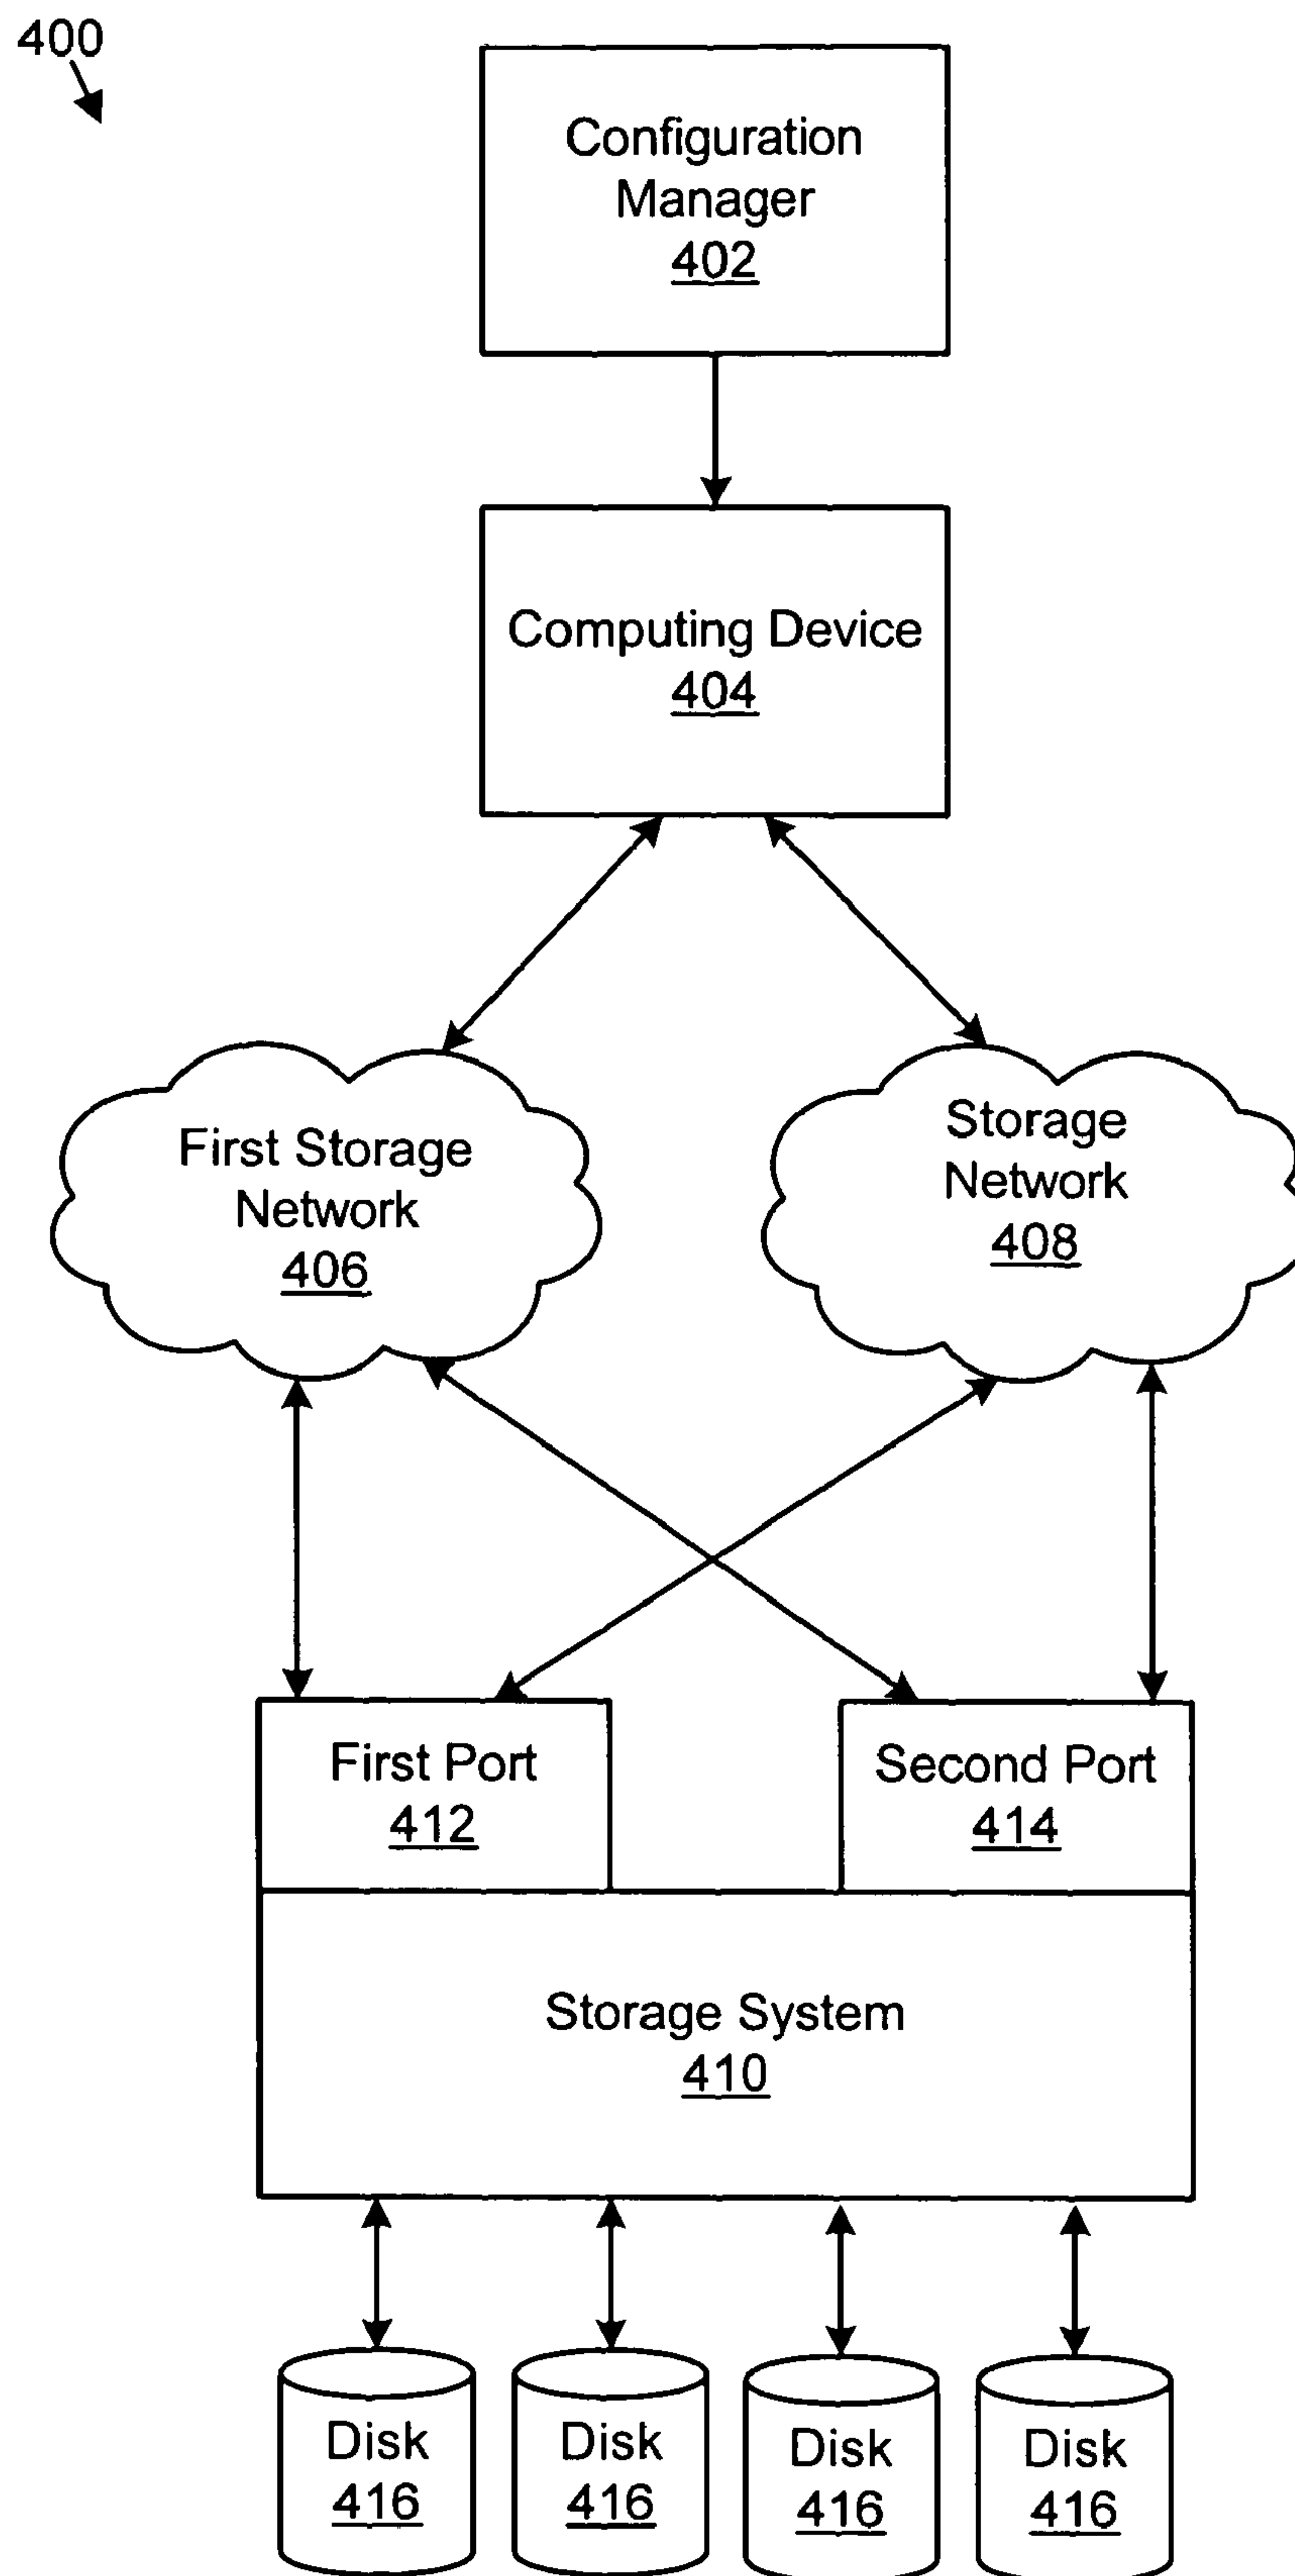 400
Configuration
Manager
402
Computing Device
404
First Storage
Network
406
Storage
Network
408
First Port
412
Second Port
414
Storage System
410
Disk
416
Disk
416
Disk
416
Disk
416